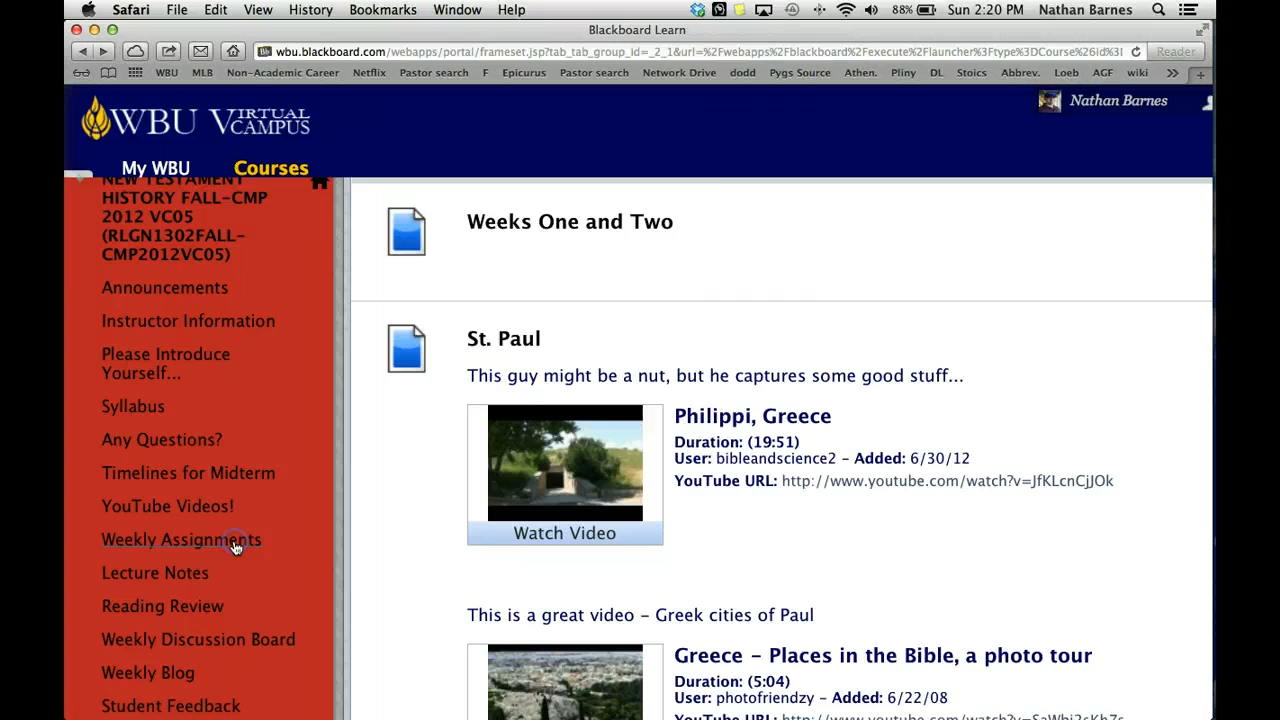 Safari File Edit View History Bookmarks Window Help 88% Sun 2:20 PM Nathan Barnes
Blackboard Learn
wbu.blackboard.com/webapps/portal/frameset.jsp?tab_tab_group_id=_2_1&url=%2Fwebapps%2Fblackboard%2Fexecute%2Flauncher%3Ftype%3DCourse%26id%3D Reader
WBU MLB Non-Academic Career Netflix Pastor search F Epicurus Pastor search Network Drive dodd Pygs Source Athen. Pliny DL Stoics Abbrev. Loeb AGF wiki >> +
WBU VIRTUAL CAMPUS
Nathan Barnes
My WBU Courses
NEW TESTAMENT
HISTORY FALL-CMP
2012 VC05
(RLGN1302FALL-
CMP2012VC05)
Announcements
Instructor Information
Please Introduce
Yourself...
Syllabus
Any Questions?
Timelines for Midterm
YouTube Videos!
Weekly Assignments
Lecture Notes
Reading Review
Weekly Discussion Board
Weekly Blog
Student Feedback
Weeks One and Two
St. Paul
This guy might be a nut, but he captures some good stuff...
Philippi, Greece
Duration: (19:51)
User: bibleandscience2 - Added: 6/30/12
YouTube URL: http://www.youtube.com/watch?v=JfKLcnCjJOk
Watch Video
This is a great video - Greek cities of Paul
Greece - Places in the Bible, a photo tour
Duration: (5:04)
User: photofriendzy - Added: 6/22/08